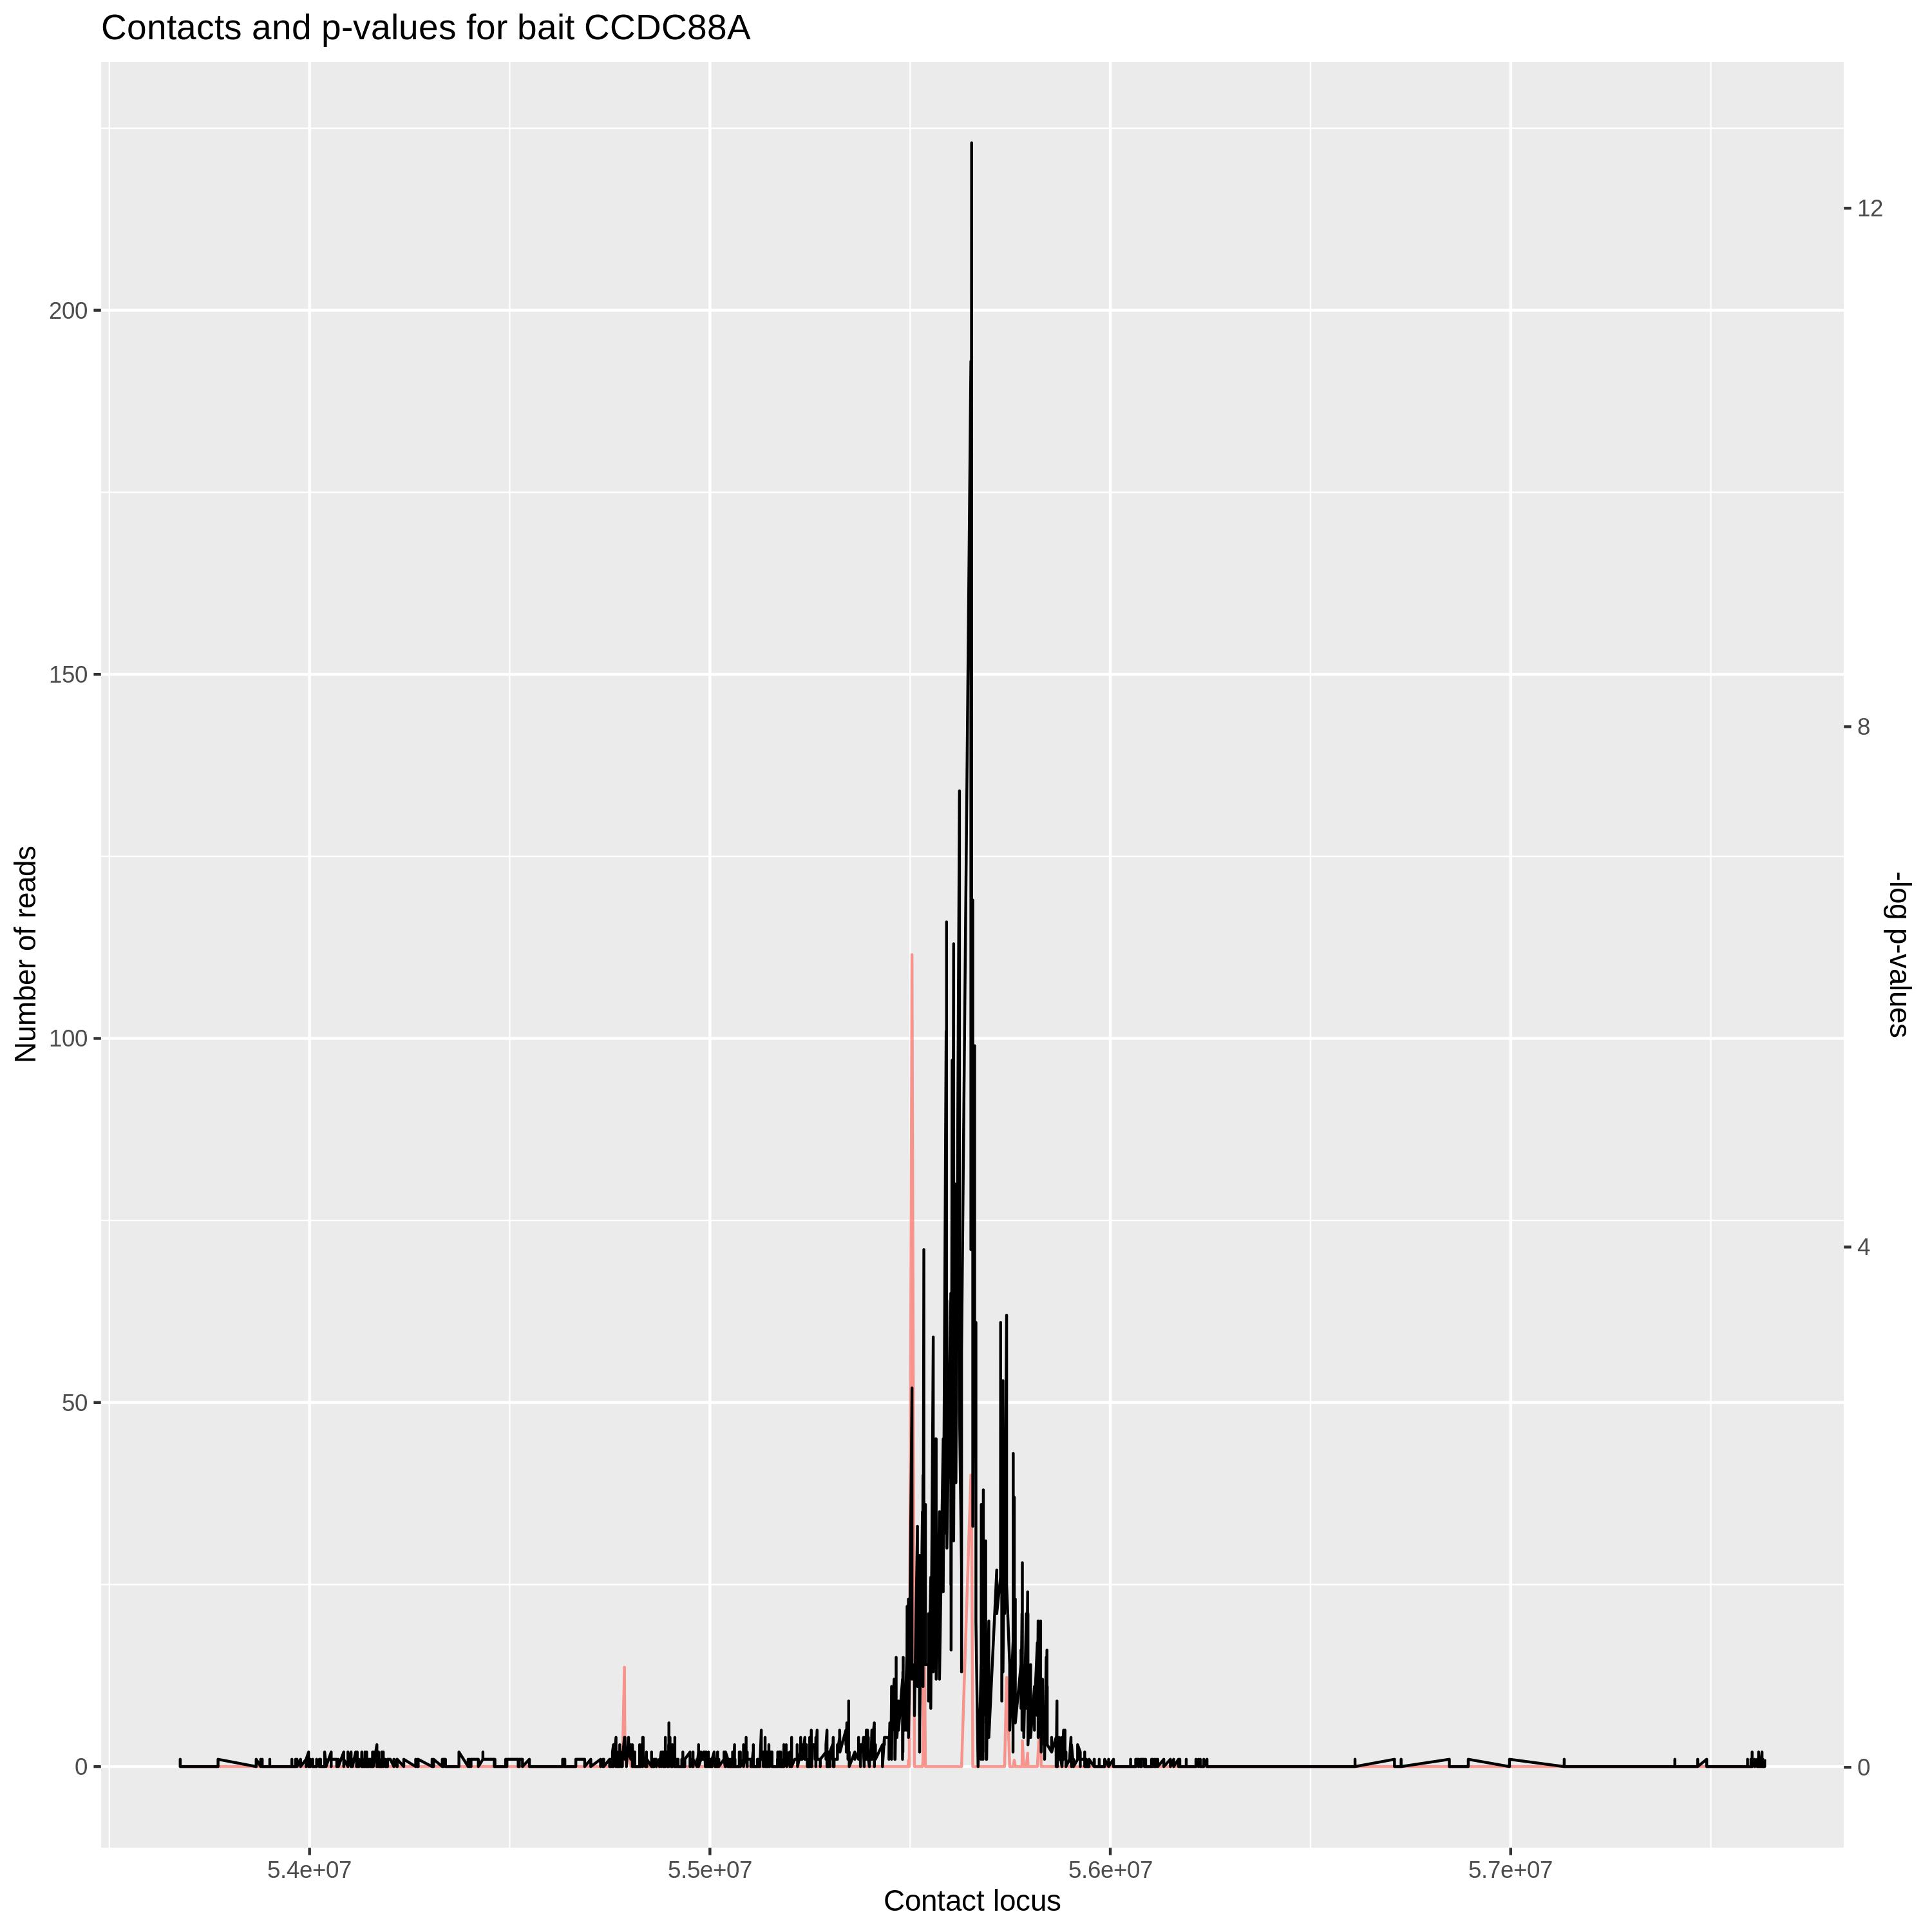 Contacts and p-values for bait CCDC88A
Number of reads
200
150
100
50
0
12
8
4
0
-log p-values
5.4e+07
5.5e+07
5.6e+07
5.7e+07
Contact locus